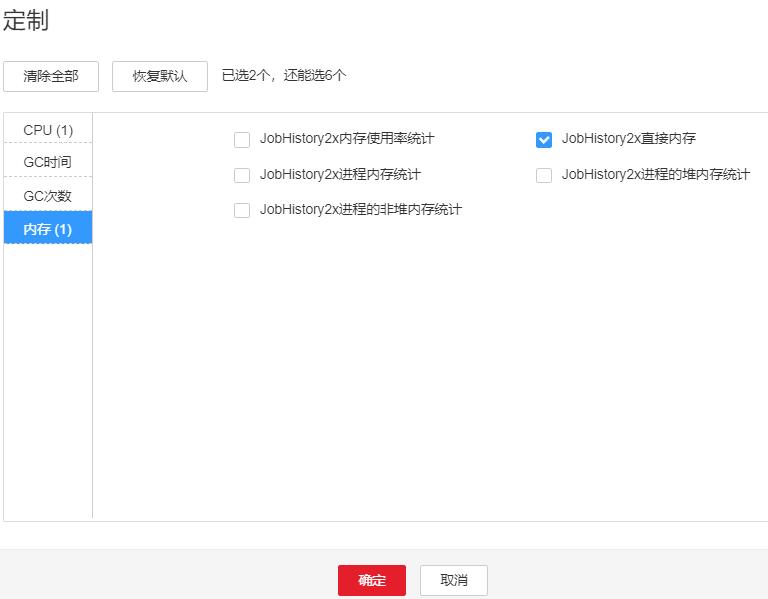 定制
清除全部 恢复默认 已选2个，还能选6个
CPU (1)
GC时间
GC次数
内存 (1)
JobHistory2x内存使用率统计 JobHistory2x直接内存
JobHistory2x进程内存统计 JobHistory2x进程的堆内存统计
JobHistory2x进程的非堆内存统计
确定 取消